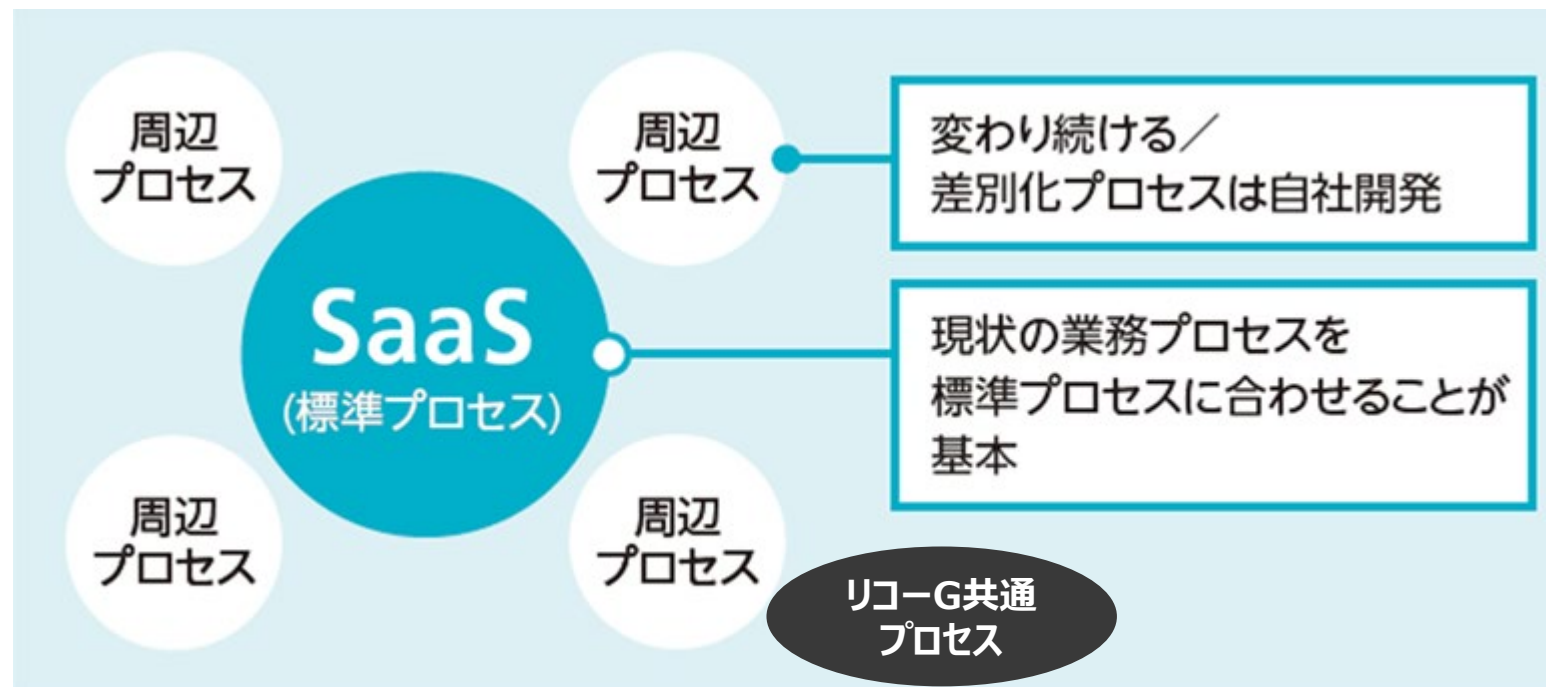 周辺
プロセス
周辺
プロセス
変わり続ける／
差別化プロセスは自社開発
SaaS
(標準プロセス)
現状の業務プロセスを
標準プロセスに合わせることが
基本
周辺
プロセス
周辺
プロセス
リコーG共通
プロセス